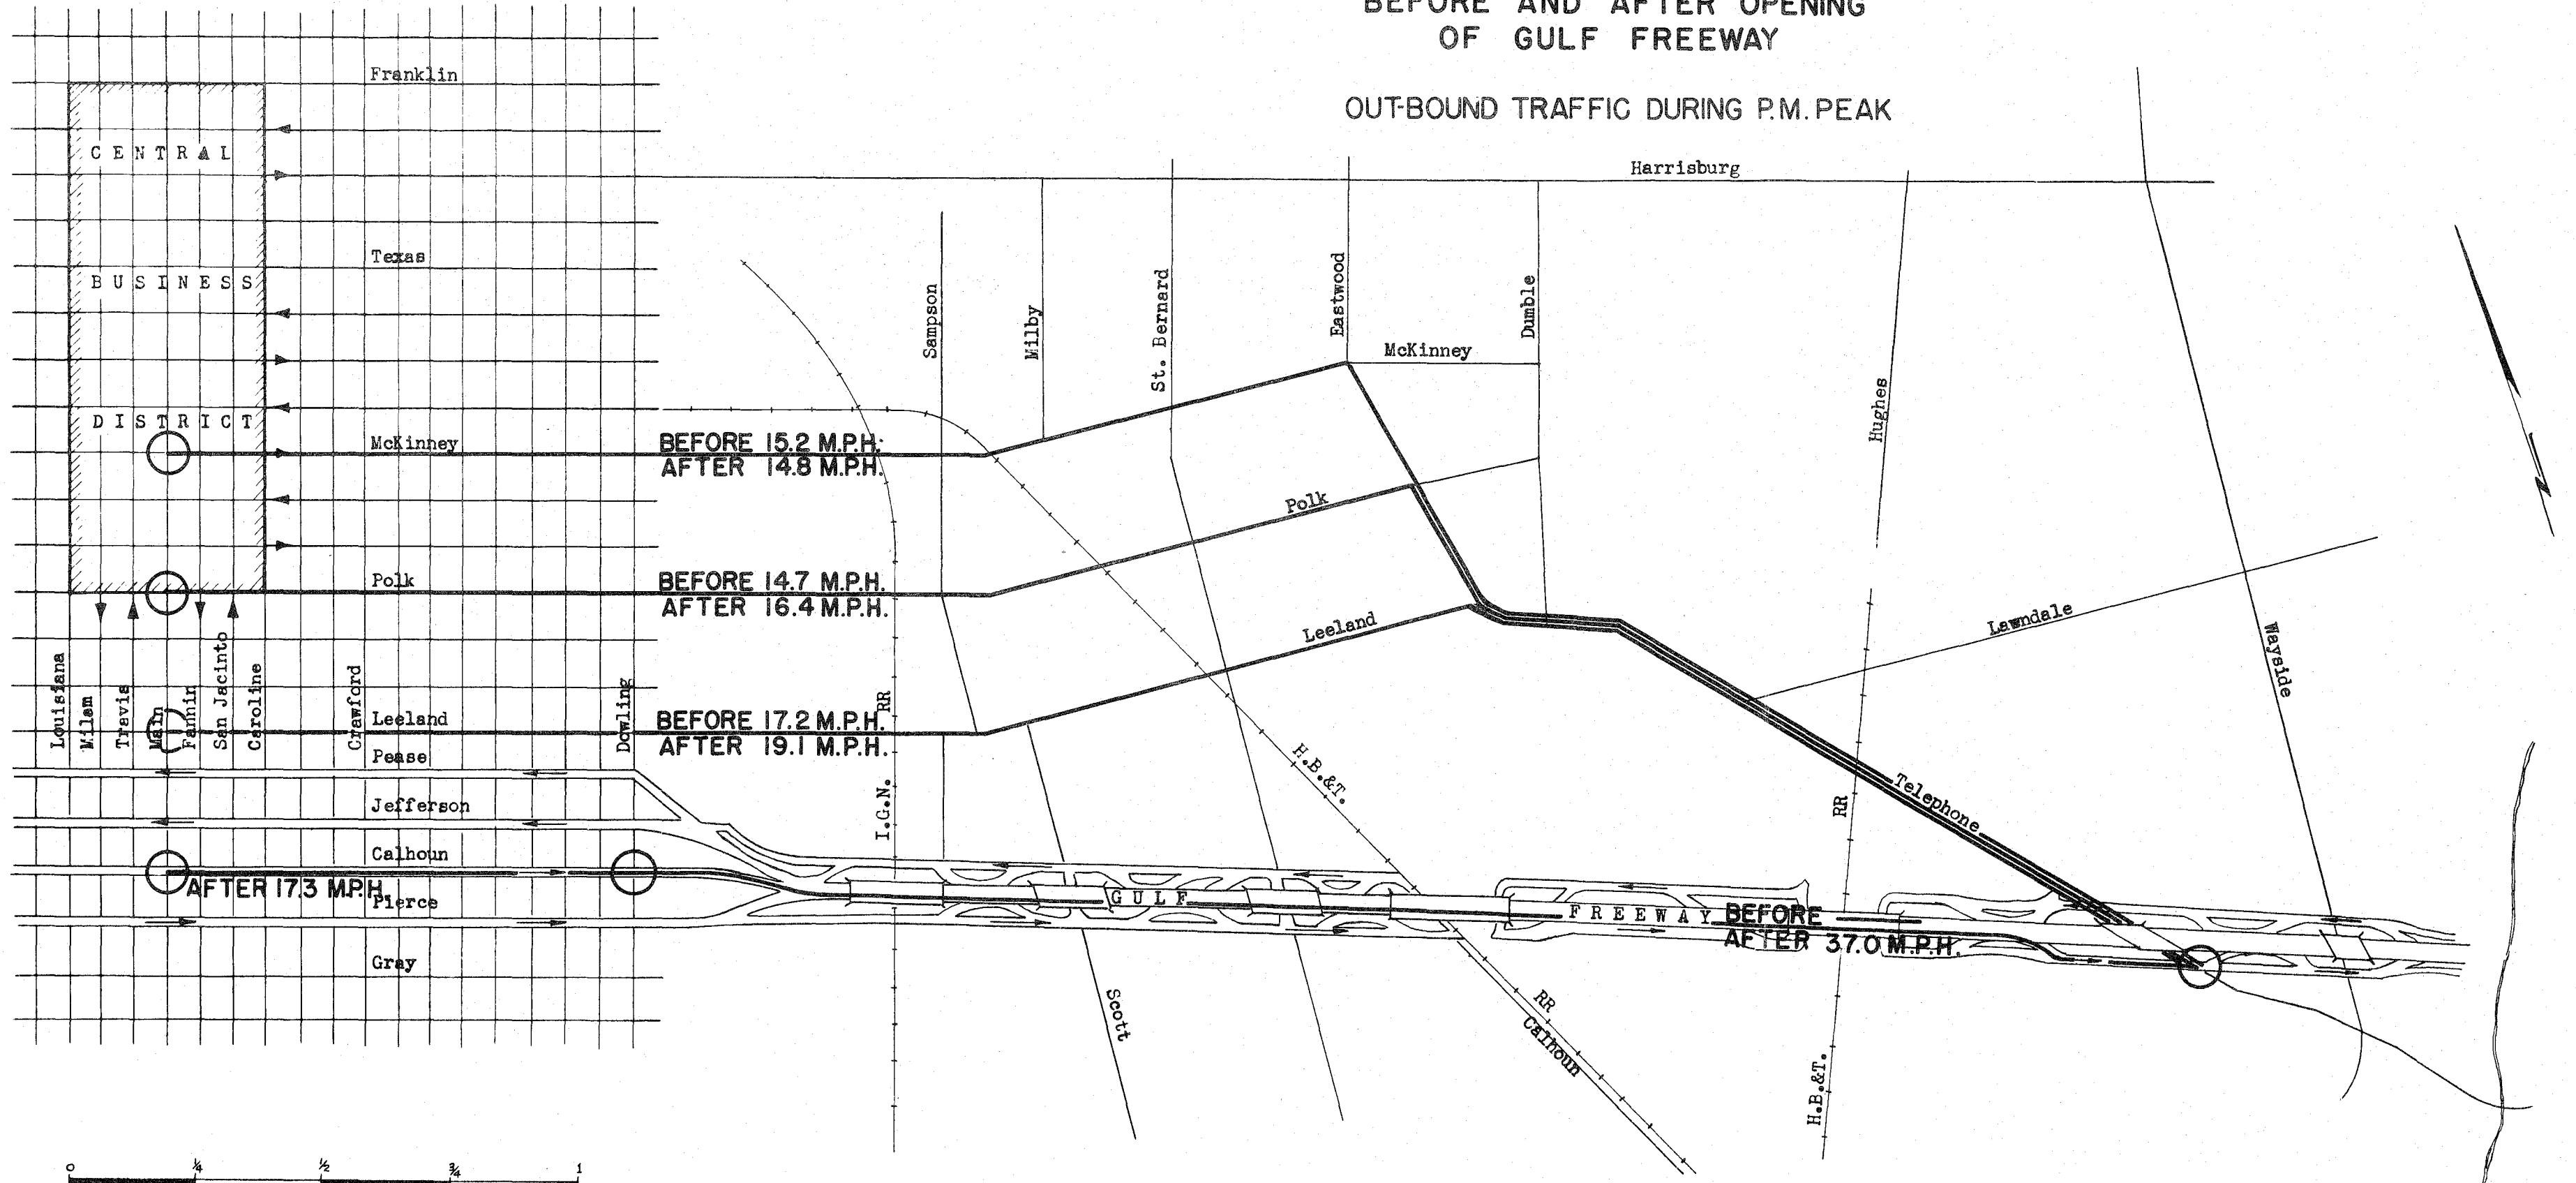 BEFORE AND AFTER OPENING
OF GULF FREEWAY
OUT-BOUND TRAFFIC DURING P.M. PEAK
Franklin
CENTRAL
Harrisburg
Texas
BUSINESS
Sampson
Milby
St. Bernard
Eastwood
Dumble
McKinney
Hughes
DISTRICT
McKinney
BEFORE 15.2 M.P.H.
AFTER 14.8 M.P.H.
Polk
Polk
BEFORE 14.7 M.P.H.
AFTER 16.4 M.P.H.
Leeland
Lawndale
Wayside
Louisiana
Milam
Travis
Main
Fannin
San Jacinto
Caroline
Crawford
Dowling
Leeland
BEFORE 17.2 M.P.H.
AFTER 19.1 M.P.H.
RR
I.G.N.
H.B.&T.
Pease
Jefferson
Calhoun
AFTER 17.3 M.P.H.
Pierce
Gray
RR
Telephone
GULF
FREEWAY
BEFORE
AFTER 37.0 M.P.H.
Scott
RR
Calhoun
H.B.&T.
0 ¼ ½ ¾ 1